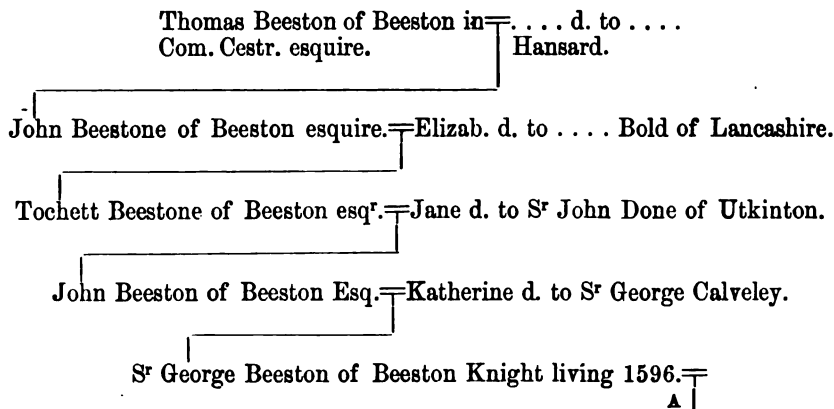 Thomas Beeston of Beeston in=. . . . d. to . . . .
Com. Cestr. esquire. Hansard.
John Beestone of Beeston esquire.=Elizab. d. to . . . . Bold of Lancashire.
Tochett Beestone of Beeston esqʳ.=Jane d. to Sʳ John Done of Utkinton.
John Beeston of Beeston Esq.=Katherine d. to Sʳ George Calveley.
Sʳ George Beeston of Beeston Knight living 1596.=
A